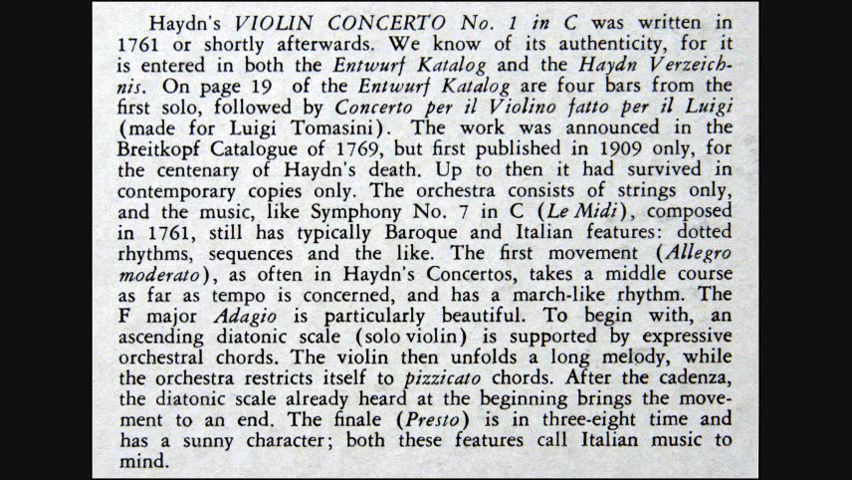 Haydn's VIOLIN CONCERTO No. 1 in C was written in
1761 or shortly afterwards. We know of its authenticity, for it
is entered in both the Entwurf Katalog and the Haydn Verzeich-
nis. On page 19 of the Entwurf Katalog are four bars from the
first solo, followed by Concerto per il Violino fatto per il Luigi
(made for Luigi Tomasini). The work was announced in the
Breitkopf Catalogue of 1769, but first published in 1909 only, for
the centenary of Haydn's death. Up to then it had survived in
contemporary copies only. The orchestra consists of strings only,
and the music, like Symphony No. 7 in C (Le Midi), composed
in 1761, still has typically Baroque and Italian features: dotted
rhythms, sequences and the like. The first movement (Allegro
moderato), as often in Haydn's Concertos, takes a middle course
as far as tempo is concerned, and has a march-like rhythm. The
F major Adagio is particularly beautiful. To begin with, an
ascending diatonic scale (solo violin) is supported by expressive
orchestral chords. The violin then unfolds a long melody, while
the orchestra restricts itself to pizzicato chords. After the cadenza,
the diatonic scale already heard at the beginning brings the move-
ment to an end. The finale (Presto) is in three-eight time and
has a sunny character; both these features call Italian music to
mind.